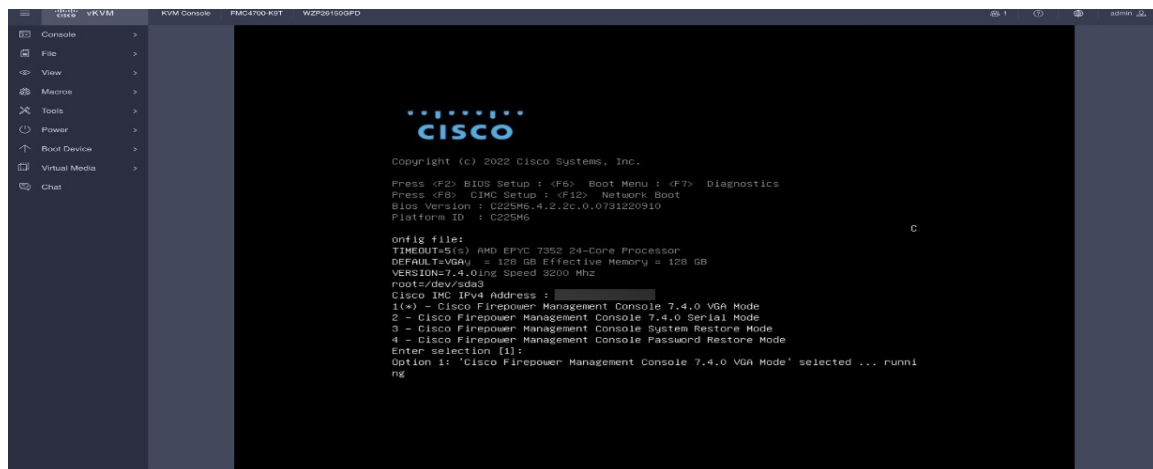 CISCO vKVM KVM Console FMC4700-K9T WZP26150GPD 1 admin
Console >
File >
View >
Macros >
Tools >
Power >
Boot Device >
Virtual Media >
Chat
CISCO
Copyright (c) 2022 Cisco Systems, Inc.
Press <F2> BIOS Setup : <F6> Boot Menu : <F7> Diagnostics
Press <F8> CIMC Setup : <F12> Network Boot
Bios Version : C225M6.4.2.2c.0.0731220910
Platform ID : C225M6
C
onfig file:
TIMEOUT=5(s) AMD EPYC 7352 24-Core Processor
DEFAULT=VGAy = 128 GB Effective Memory = 128 GB
VERSION=7.4.0ing Speed 3200 Mhz
root=/dev/sda3
Cisco IMC IPv4 Address :
1(*) - Cisco Firepower Management Console 7.4.0 VGA Mode
2 - Cisco Firepower Management Console 7.4.0 Serial Mode
3 - Cisco Firepower Management Console System Restore Mode
4 - Cisco Firepower Management Console Password Restore Mode
Enter selection [1]:
Option 1: 'Cisco Firepower Management Console 7.4.0 VGA Mode' selected ... runni
ng